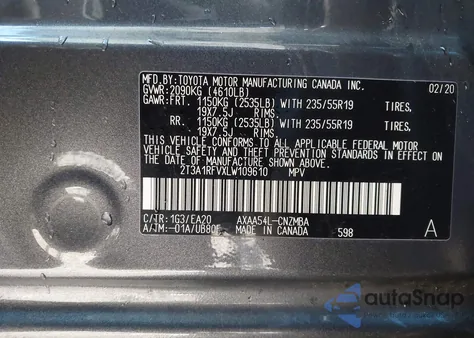 MFD. BY: TOYOTA MOTOR MANUFACTURING CANADA INC. 02/20
GVWR: 2090KG (4610LB)
GAWR: FRT. 1150KG (2535LB) WITH 235/55R19 TIRES,
19X7.5J RIMS.
RR. 1150KG (2535LB) WITH 235/55R19 TIRES,
19X7.5J RIMS.
THIS VEHICLE CONFORMS TO ALL APPLICABLE FEDERAL MOTOR
VEHICLE SAFETY, BUMPER, AND THEFT PREVENTION STANDARDS
IN EFFECT ON THE DATE OF MANUFACTURE SHOWN ABOVE.
2T3A1RFVXLW109610 MPV
C/TR: 1G3/EA20 AXAA54L-CNZMBA A
A/TM: -01A/UB80F MADE IN CANADA 598
autoSnap